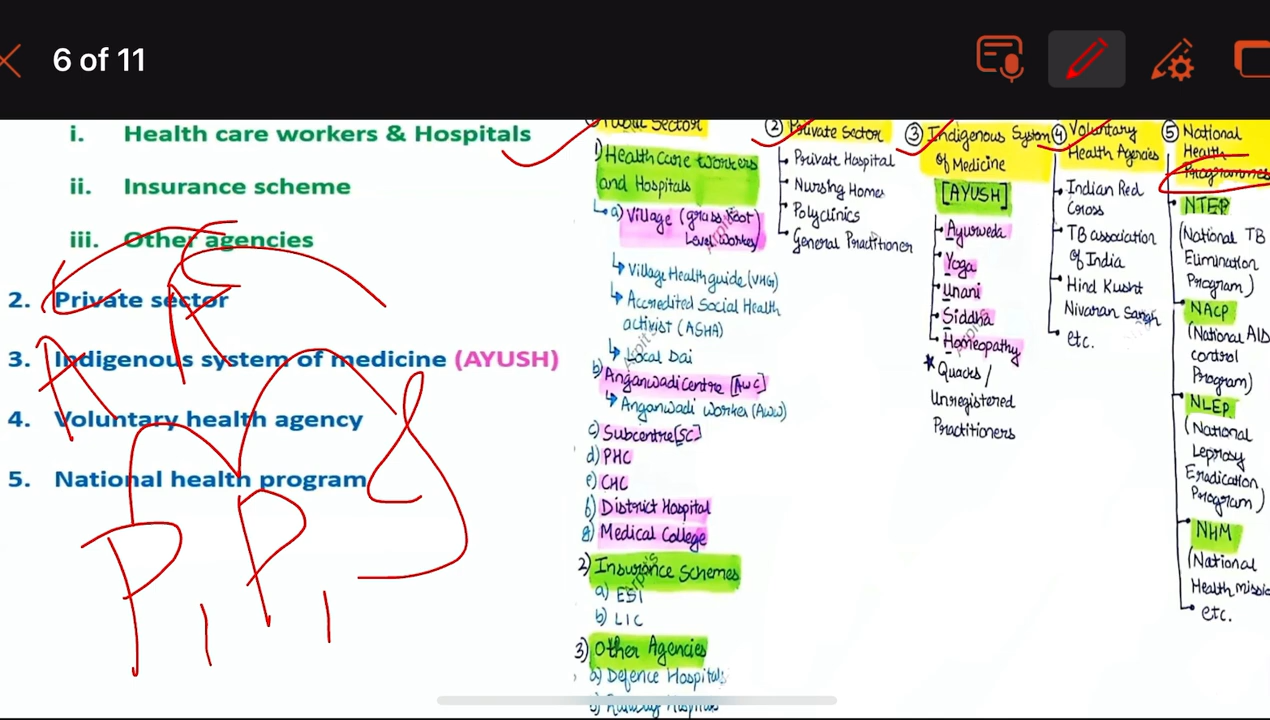 6 of 11
i. Health care workers & Hospitals
ii. Insurance scheme
iii. Other agencies
2. Private sector
3. Indigenous system of medicine (AYUSH)
4. Voluntary health agency
5. National health program
P P
Sector
1) Health Care Workers
and Hospitals
a) Village (grass Root
Level Worker)
Village Health guide (VHG)
Accredited Social Health
activist (ASHA)
Local Dai
b) Anganwadi Centre [AWC]
Anganwadi Worker (AWW)
c) Subcentre [SC]
d) PHC
e) CHC
f) District Hospital
g) Medical College
2) Insurance Schemes
a) ESI
b) LIC
3) Other Agencies
a) Defence Hospitals
b) Railway Hospitals
② Private Sector
Private Hospital
Nursing Homes
Polyclinics
General Practitioner
③ Indigenous System
of Medicine
[AYUSH]
Ayurveda
Yoga
Unani
Siddha
Homeopathy
* Quacks/
Unregistered
Practitioners
④ Voluntary
Health Agencies
Indian Red
Cross
TB association
of India
Hind Kusht
Nivaran Sangh
etc.
⑤ National
Health
Programmes
NTEP
(National TB
Elimination
Program)
NACP
(National AID
control
Program)
NLEP
(National
Leprosy
Eradication
Program)
NHM
(National
Health missio
etc.